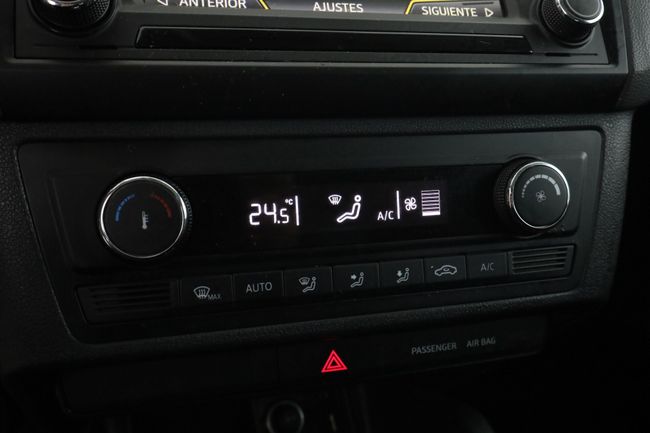 ◁ ANTERIOR
AJUSTES
SIGUIENTE ▷
24.5 °C
A/C
MAX
AUTO
A/C
PASSENGER AIR BAG